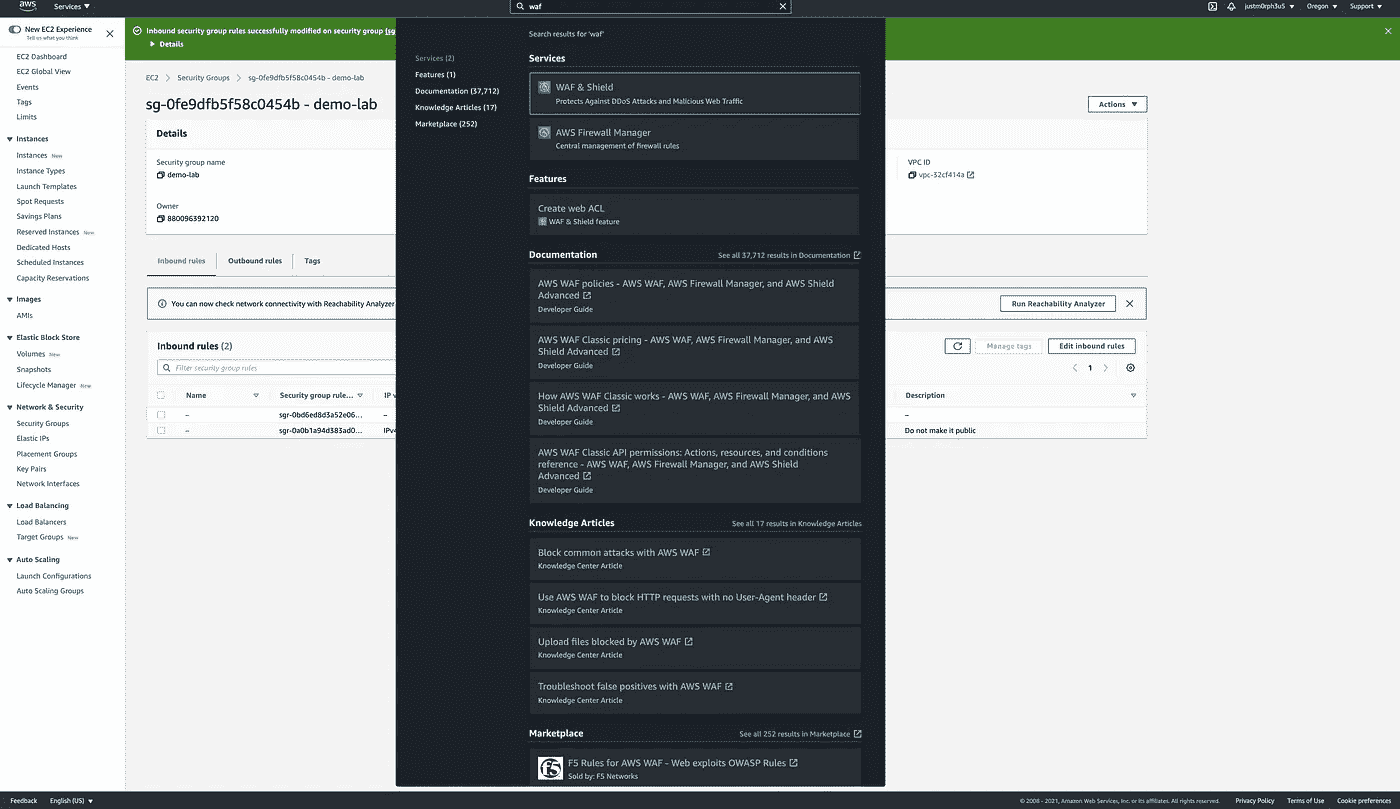 aws
Services
waf
justm0rph3u5
Oregon
Support
New EC2 Experience
Tell us what you think
Inbound security group rules successfully modified on security group (sg
Details
EC2 Dashboard
EC2 Global View
Events
Tags
Limits
Instances
Instances New
Instance Types
Launch Templates
Spot Requests
Savings Plans
Reserved Instances New
Dedicated Hosts
Scheduled Instances
Capacity Reservations
Images
AMIs
Elastic Block Store
Volumes New
Snapshots
Lifecycle Manager New
Network & Security
Security Groups
Elastic IPs
Placement Groups
Key Pairs
Network Interfaces
Load Balancing
Load Balancers
Target Groups New
Auto Scaling
Launch Configurations
Auto Scaling Groups
EC2
Security Groups
sg-0fe9dfb5f58c0454b - demo-lab
sg-0fe9dfb5f58c0454b - demo-lab
Actions
Details
Security group name
demo-lab
Owner
880096392120
VPC ID
vpc-32cf414a
Inbound rules
Outbound rules
Tags
You can now check network connectivity with Reachability Analyzer
Run Reachability Analyzer
Inbound rules (2)
Manage tags
Edit inbound rules
Filter security group rules
1
Name
Security group rule...
IP v
Description
–
sgr-0bd6ed8d3a52e06...
–
–
–
sgr-0a0b1a94d383ad0...
IPv4
Do not make it public
Search results for 'waf'
Services (2)
Features (1)
Documentation (37,712)
Knowledge Articles (17)
Marketplace (252)
Services
WAF & Shield
Protects Against DDoS Attacks and Malicious Web Traffic
AWS Firewall Manager
Central management of firewall rules
Features
Create web ACL
WAF & Shield feature
Documentation
See all 37,712 results in Documentation
AWS WAF policies - AWS WAF, AWS Firewall Manager, and AWS Shield
Advanced
Developer Guide
AWS WAF Classic pricing - AWS WAF, AWS Firewall Manager, and AWS
Shield Advanced
Developer Guide
How AWS WAF Classic works - AWS WAF, AWS Firewall Manager, and AWS
Shield Advanced
Developer Guide
AWS WAF Classic API permissions: Actions, resources, and conditions
reference - AWS WAF, AWS Firewall Manager, and AWS Shield
Advanced
Developer Guide
Knowledge Articles
See all 17 results in Knowledge Articles
Block common attacks with AWS WAF
Knowledge Center Article
Use AWS WAF to block HTTP requests with no User-Agent header
Knowledge Center Article
Upload files blocked by AWS WAF
Knowledge Center Article
Troubleshoot false positives with AWS WAF
Knowledge Center Article
Marketplace
See all 252 results in Marketplace
f5
F5 Rules for AWS WAF - Web exploits OWASP Rules
Sold by: F5 Networks
Feedback
English (US)
© 2008 - 2021, Amazon Web Services, Inc. or its affiliates. All rights reserved.
Privacy Policy
Terms of Use
Cookie preferences